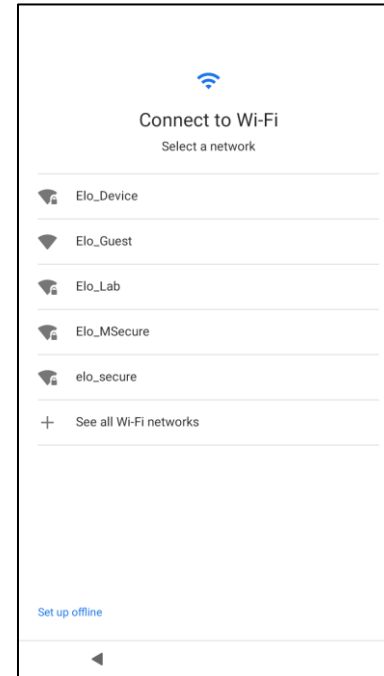 Connect to Wi-Fi
Select a network
Elo_Device
Elo_Guest
Elo_Lab
Elo_MSecure
elo_secure
See all Wi-Fi networks
Set up offline